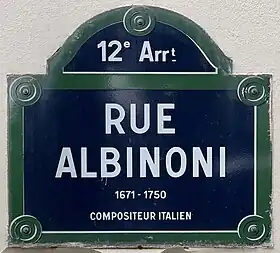 12e Arrt
RUE
ALBINONI
1671 - 1750
COMPOSITEUR ITALIEN